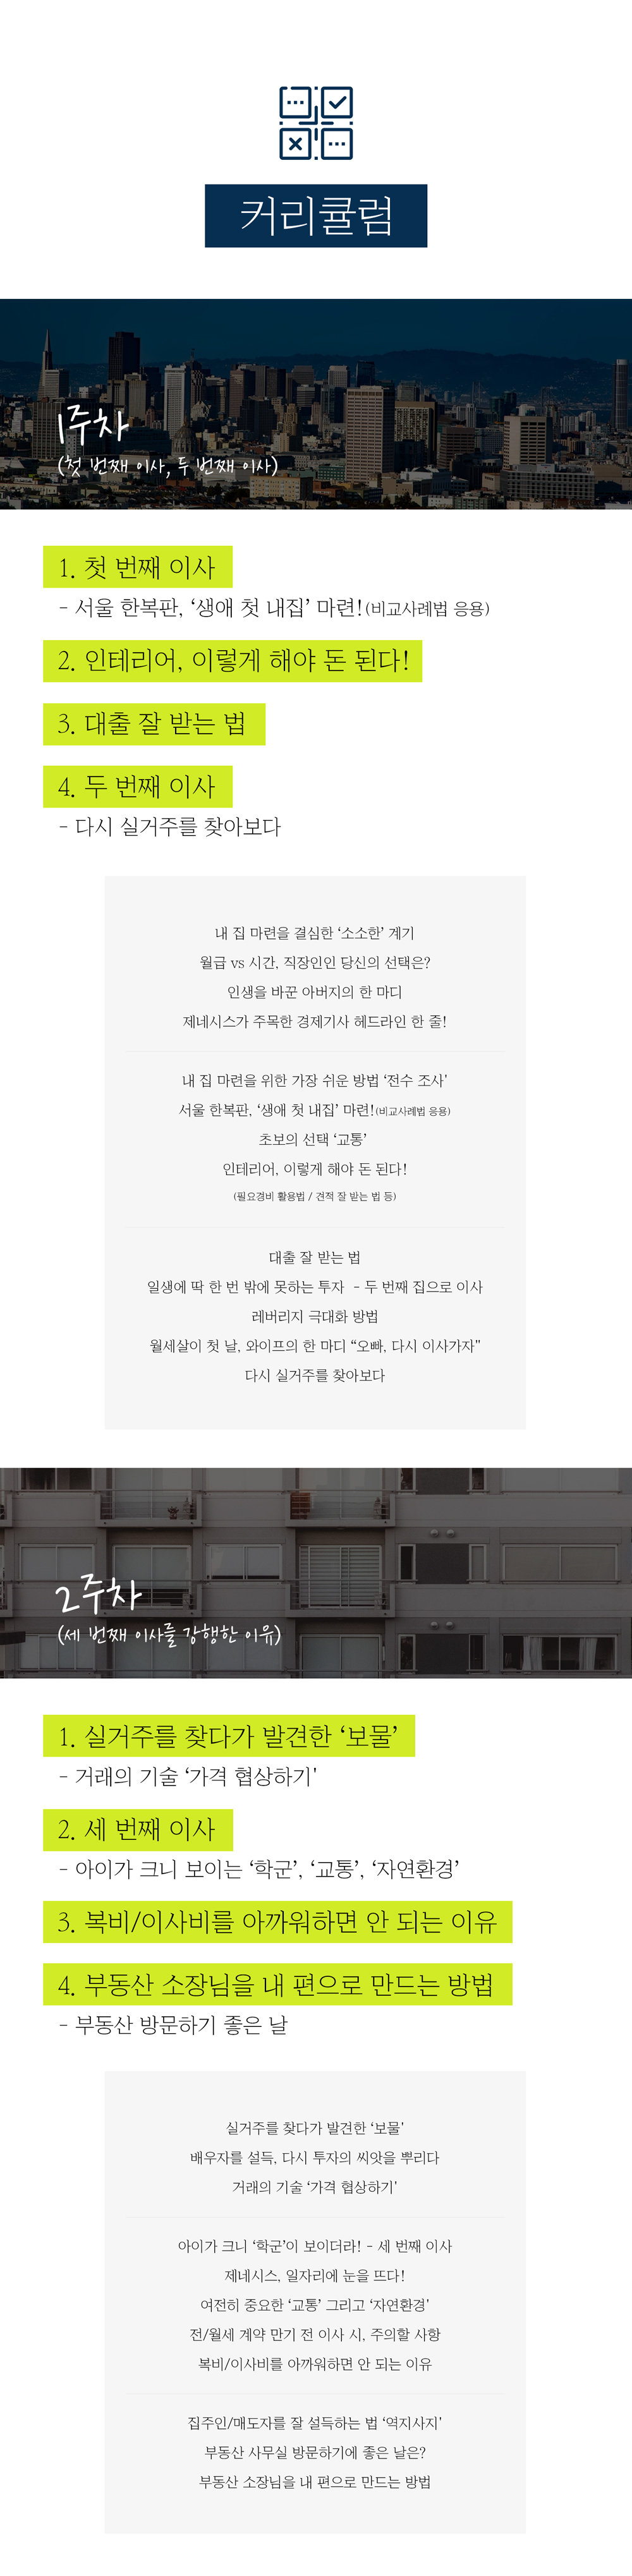 커리큘럼
1주차
(첫 번째 이사, 두 번째 이사)
1. 첫 번째 이사
- 서울 한복판, ‘생애 첫 내집’ 마련!(비교사례법 응용)
2. 인테리어, 이렇게 해야 돈 된다!
3. 대출 잘 받는 법
4. 두 번째 이사
- 다시 실거주를 찾아보다
내 집 마련을 결심한 ‘소소한’ 계기
월급 vs 시간, 직장인인 당신의 선택은?
인생을 바꾼 아버지의 한 마디
제네시스가 주목한 경제기사 헤드라인 한 줄!
내 집 마련을 위한 가장 쉬운 방법 ‘전수 조사'
서울 한복판, ‘생애 첫 내집’ 마련!(비교사례법 응용)
초보의 선택 ‘교통’
인테리어, 이렇게 해야 돈 된다!
(필요경비 활용법 / 견적 잘 받는 법 등)
대출 잘 받는 법
일생에 딱 한 번 밖에 못하는 투자 - 두 번째 집으로 이사
레버리지 극대화 방법
월세살이 첫 날, 와이프의 한 마디 “오빠, 다시 이사가자"
다시 실거주를 찾아보다
2주차
(세 번째 이사를 강행한 이유)
1. 실거주를 찾다가 발견한 ‘보물’
- 거래의 기술 ‘가격 협상하기'
2. 세 번째 이사
- 아이가 크니 보이는 ‘학군’, ‘교통’, ‘자연환경’
3. 복비/이사비를 아까워하면 안 되는 이유
4. 부동산 소장님을 내 편으로 만드는 방법
- 부동산 방문하기 좋은 날
실거주를 찾다가 발견한 ‘보물'
배우자를 설득, 다시 투자의 씨앗을 뿌리다
거래의 기술 ‘가격 협상하기'
아이가 크니 ‘학군’이 보이더라! - 세 번째 이사
제네시스, 일자리에 눈을 뜨다!
여전히 중요한 ‘교통’ 그리고 ‘자연환경'
전/월세 계약 만기 전 이사 시, 주의할 사항
복비/이사비를 아까워하면 안 되는 이유
집주인/매도자를 잘 설득하는 법 ‘역지사지'
부동산 사무실 방문하기에 좋은 날은?
부동산 소장님을 내 편으로 만드는 방법